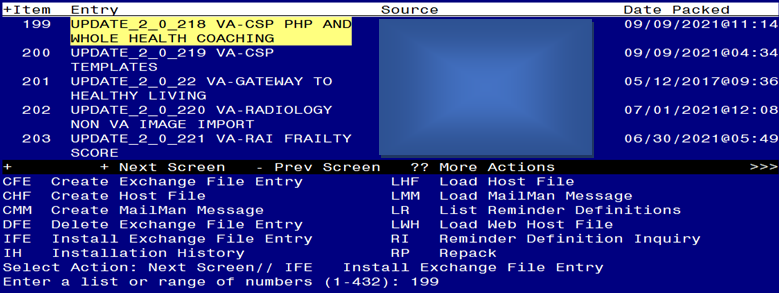 +Item  Entry  Source  Date Packed
199  UPDATE_2_0_218 VA-CSP PHP AND  09/09/2021@11:14
WHOLE HEALTH COACHING
200  UPDATE_2_0_219 VA-CSP  09/09/2021@04:34
TEMPLATES
201  UPDATE_2_0_22 VA-GATEWAY TO  05/12/2017@09:36
HEALTHY LIVING
202  UPDATE_2_0_220 VA-RADIOLOGY  07/01/2021@12:08
NON VA IMAGE IMPORT
203  UPDATE_2_0_221 VA-RAI FRAILTY  06/30/2021@05:49
SCORE
+  + Next Screen  - Prev Screen  ?? More Actions  >>>
CFE  Create Exchange File Entry  LHF  Load Host File
CHF  Create Host File  LMM  Load MailMan Message
CMM  Create MailMan Message  LR  List Reminder Definitions
DFE  Delete Exchange File Entry  LWH  Load Web Host File
IFE  Install Exchange File Entry  RI  Reminder Definition Inquiry
IH  Installation History  RP  Repack
Select Action: Next Screen// IFE  Install Exchange File Entry
Enter a list or range of numbers (1-432): 199